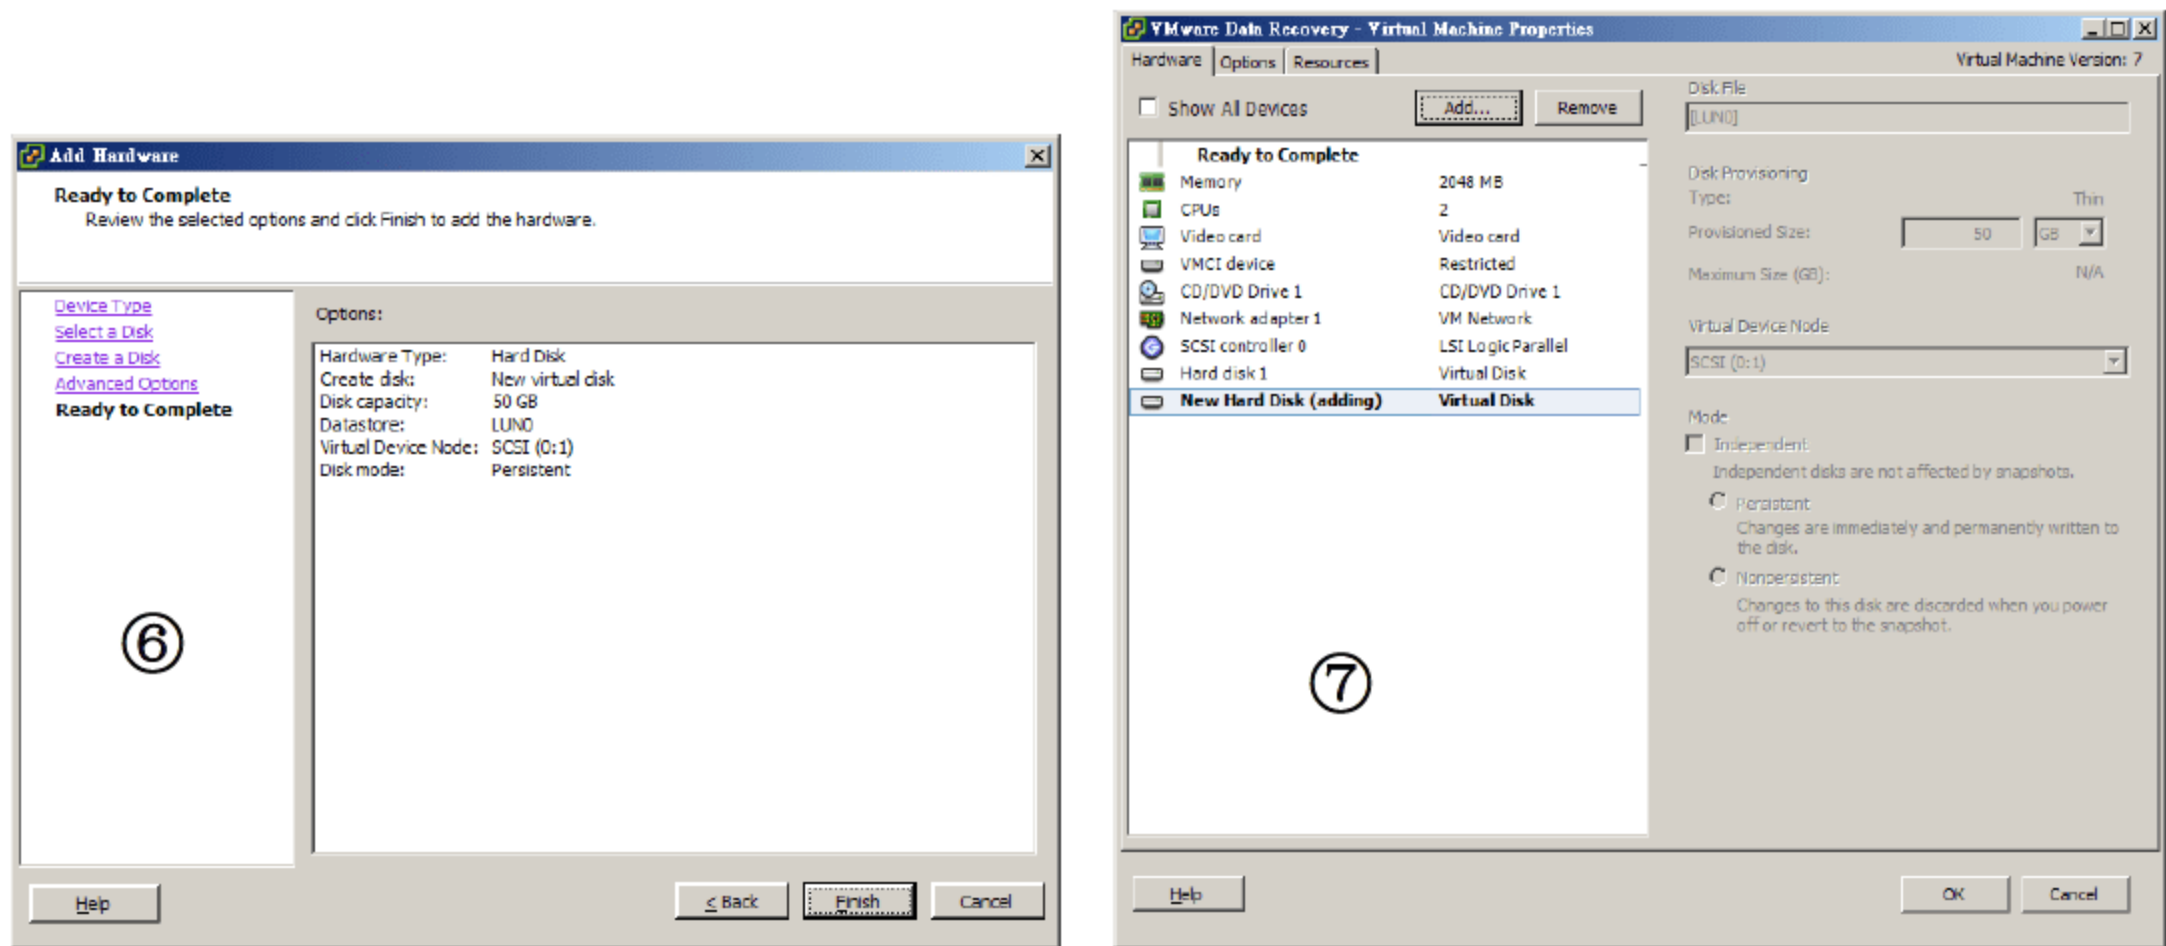 Add Hardware
Ready to Complete
Review the selected options and click Finish to add the hardware.
Device Type
Select a Disk
Create a Disk
Advanced Options
Ready to Complete
Options:
Hardware Type: Hard Disk
Create disk: New virtual disk
Disk capacity: 50 GB
Datastore: LUN0
Virtual Device Node: SCSI (0:1)
Disk mode: Persistent
⑥
Help
< Back
Finish
Cancel
VMware Data Recovery - Virtual Machine Properties
Hardware Options Resources
Virtual Machine Version: 7
Show All Devices
Add...
Remove
Ready to Complete
Memory 2048 MB
CPUs 2
Video card Video card
VMCI device Restricted
CD/DVD Drive 1 CD/DVD Drive 1
Network adapter 1 VM Network
SCSI controller 0 LSI Logic Parallel
Hard disk 1 Virtual Disk
New Hard Disk (adding) Virtual Disk
⑦
Disk File
[LUN0]
Disk Provisioning
Type: Thin
Provisioned Size: 50 GB
Maximum Size (GB): N/A
Virtual Device Node
SCSI (0:1)
Mode
Independent
Independent disks are not affected by snapshots.
Persistent
Changes are immediately and permanently written to
the disk.
Nonpersistent
Changes to this disk are discarded when you power
off or revert to the snapshot.
Help
OK
Cancel